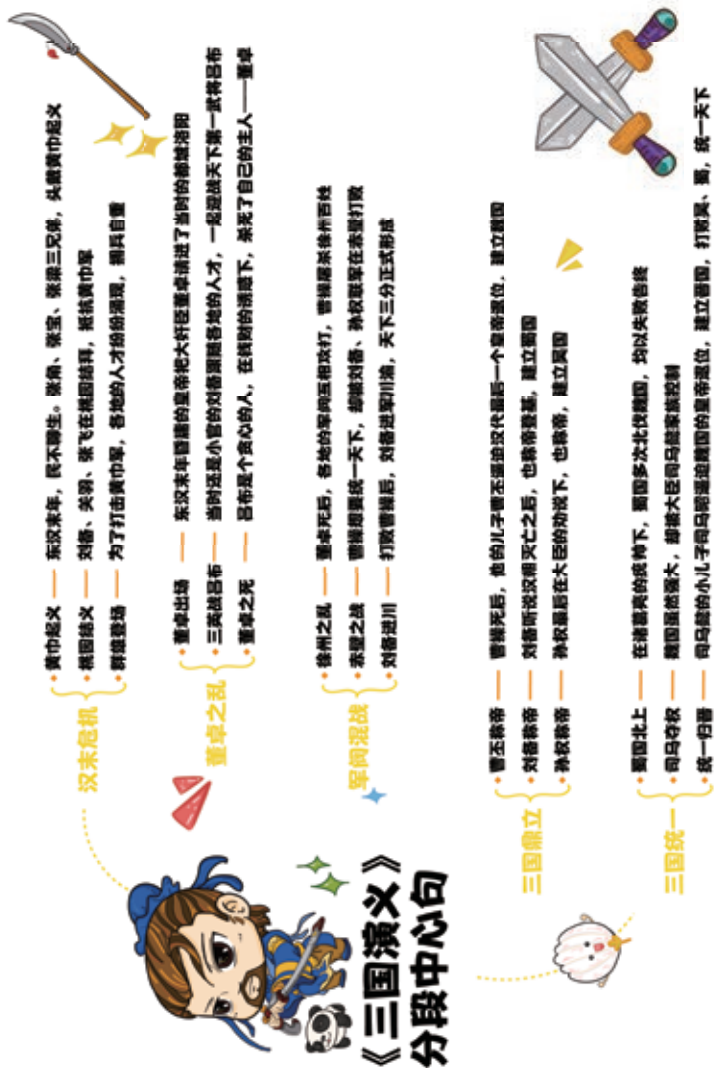 《三国演义》
分段中心句
汉末危机
黄巾起义 —— 东汉末年，民不聊生。张角、张宝、张梁三兄弟，头戴黄巾起义
桃园结义 —— 刘备、关羽、张飞在桃园结拜，抵抗黄巾军
群雄登场 —— 为了打击黄巾军，各地的人才纷纷涌现，拥兵自重
董卓之乱
董卓出场 —— 东汉末年昏庸的皇帝把大奸臣董卓请进了当时的都城洛阳
三英战吕布 —— 当时还是小官的刘备跟随各地的人才，一起迎战天下第一武将吕布
董卓之死 —— 吕布是个贪心的人，在钱财的诱惑下，杀死了自己的主人——董卓
军阀混战
徐州之乱 —— 董卓死后，各地的军阀互相攻打，曹操屠杀徐州百姓
赤壁之战 —— 曹操想要统一天下，却被刘备、孙权联军在赤壁打败
刘备进川 —— 打败曹操后，刘备进军川渝，天下三分正式形成
三国鼎立
曹丕称帝 —— 曹操死后，他的儿子曹丕逼迫汉代最后一个皇帝退位，建立魏国
刘备称帝 —— 刘备听说汉朝灭亡之后，也称帝登基，建立蜀国
孙权称帝 —— 孙权最后在大臣的劝说下，也称帝，建立吴国
三国统一
蜀国北上 —— 在诸葛亮的统帅下，蜀国多次北伐魏国，均以失败告终
司马夺权 —— 魏国虽然强大，却被大臣司马懿家族控制
统一归晋 —— 司马懿的小儿子司马昭逼迫魏国的皇帝退位，建立晋国，打败吴、蜀，统一天下